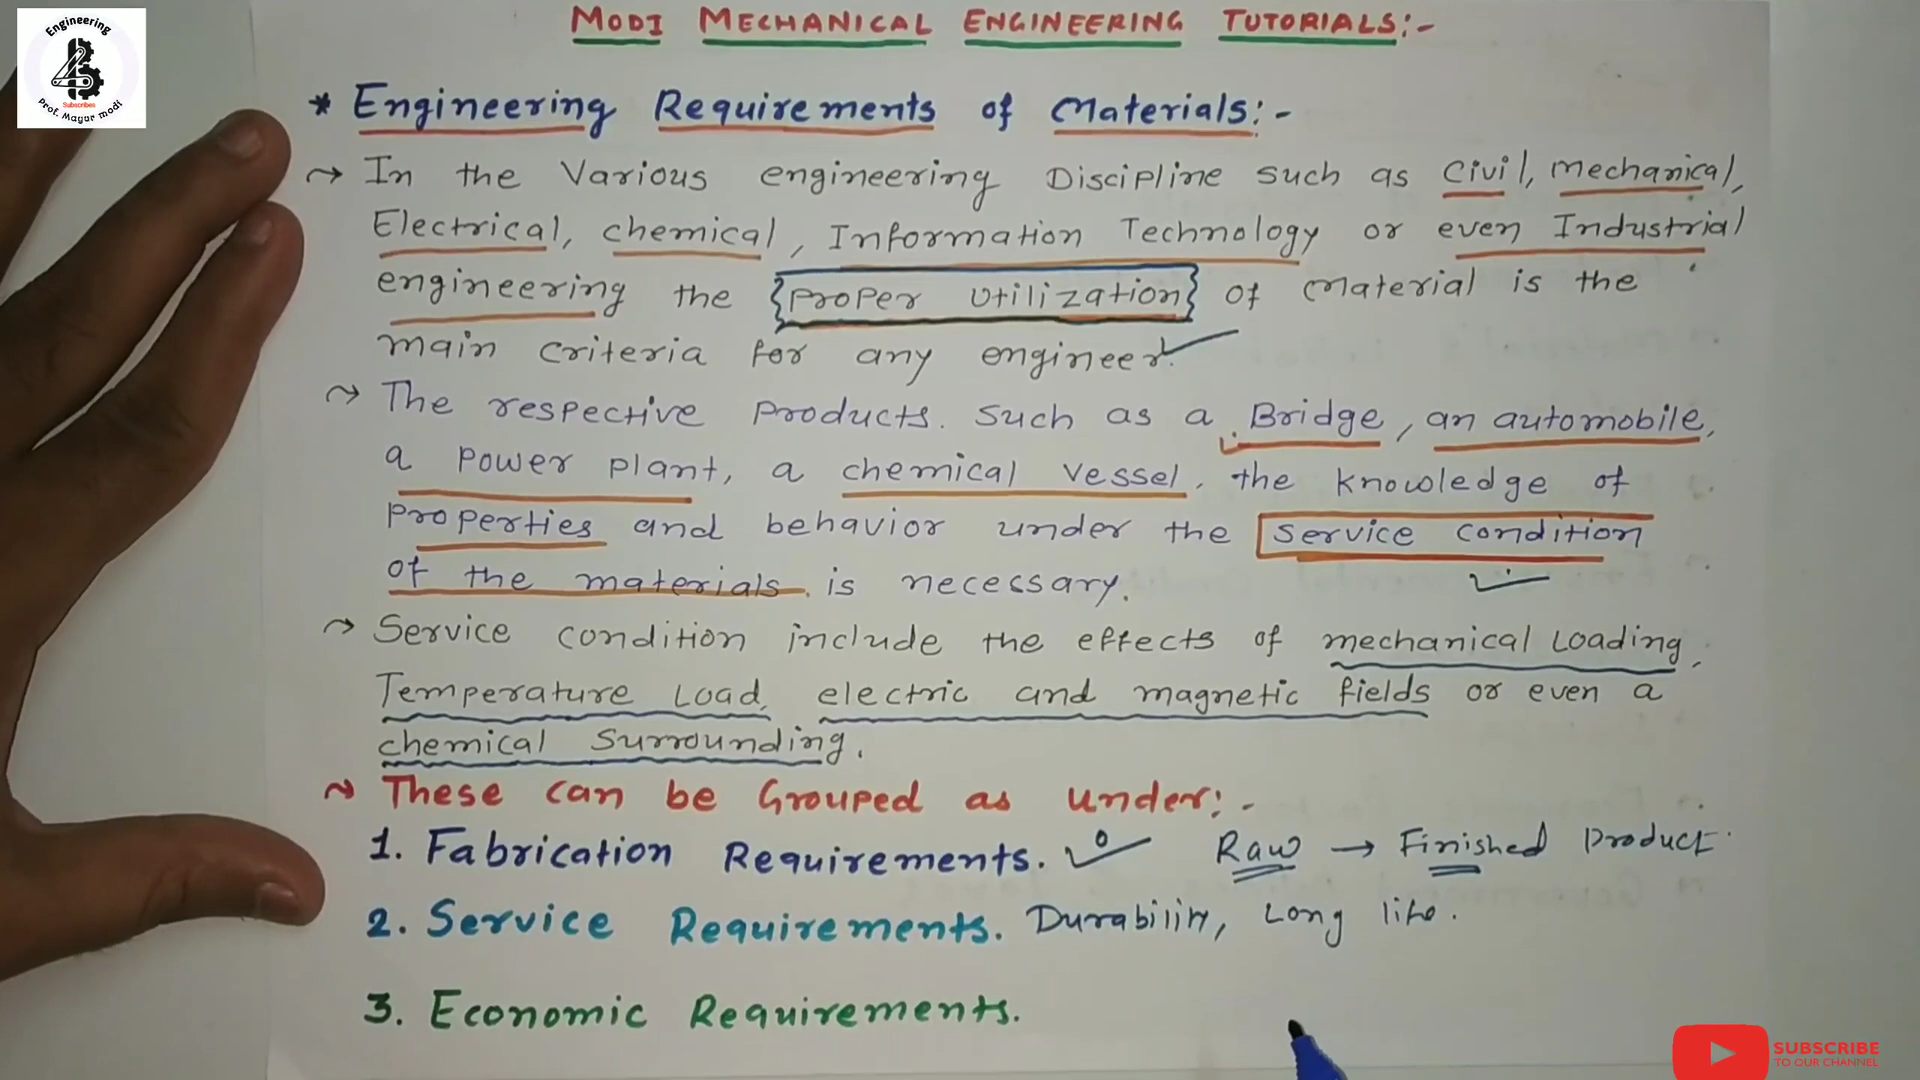 Engineering
Subscribes
Prof. Mayur modi
MODI MECHANICAL ENGINEERING TUTORIALS:-
* Engineering Requirements of Materials:-
→ In the Various engineering Discipline such as Civil, mechanical,
Electrical, chemical, Information Technology or even Industrial
engineering the {Proper Utilization} of material is the
main criteria for any engineer.
→ The respective Products. Such as a Bridge, an automobile,
a Power plant, a chemical vessel, the knowledge of
Properties and behavior under the service condition
of the materials is necessary.
→ Service condition include the effects of mechanical Loading,
Temperature Load, electric and magnetic fields or even a
chemical Surrounding.
→ These can be Grouped as under:-
1. Fabrication Requirements. Raw → Finished Product
2. Service Requirements. Durability, Long life.
3. Economic Requirements.
SUBSCRIBE
TO OUR CHANNEL